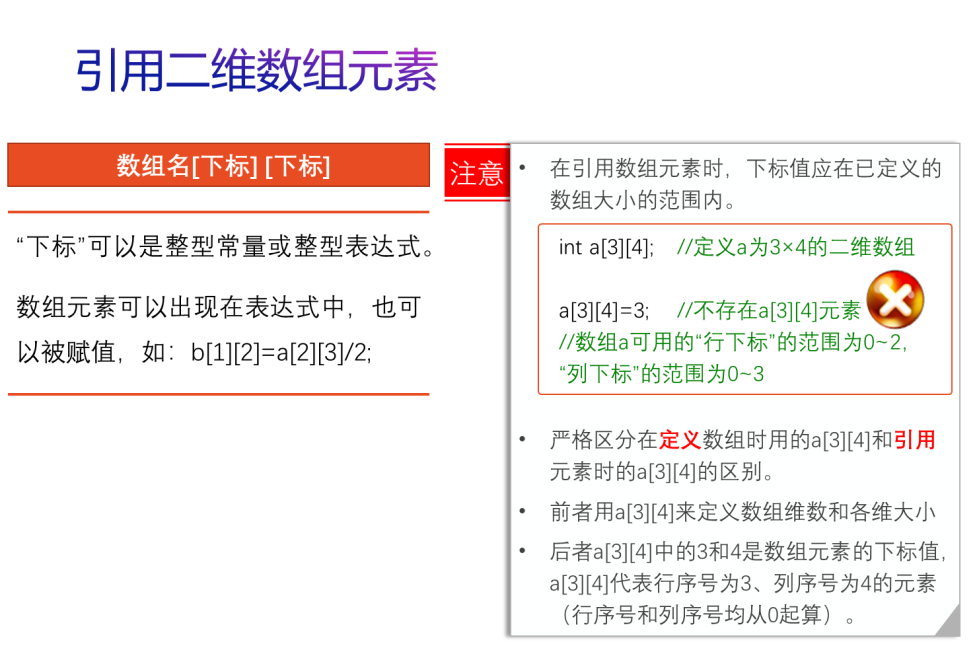 引用二维数组元素
数组名[下标] [下标]
“下标”可以是整型常量或整型表达式。
数组元素可以出现在表达式中，也可
以被赋值，如：b[1][2]=a[2][3]/2;
注意
• 在引用数组元素时，下标值应在已定义的
数组大小的范围内。
int a[3][4]; //定义a为3×4的二维数组
a[3][4]=3; //不存在a[3][4]元素
//数组a可用的“行下标”的范围为0~2,
“列下标”的范围为0~3
• 严格区分在定义数组时用的a[3][4]和引用
元素时的a[3][4]的区别。
• 前者用a[3][4]来定义数组维数和各维大小
• 后者a[3][4]中的3和4是数组元素的下标值，
a[3][4]代表行序号为3、列序号为4的元素
（行序号和列序号均从0起算）。